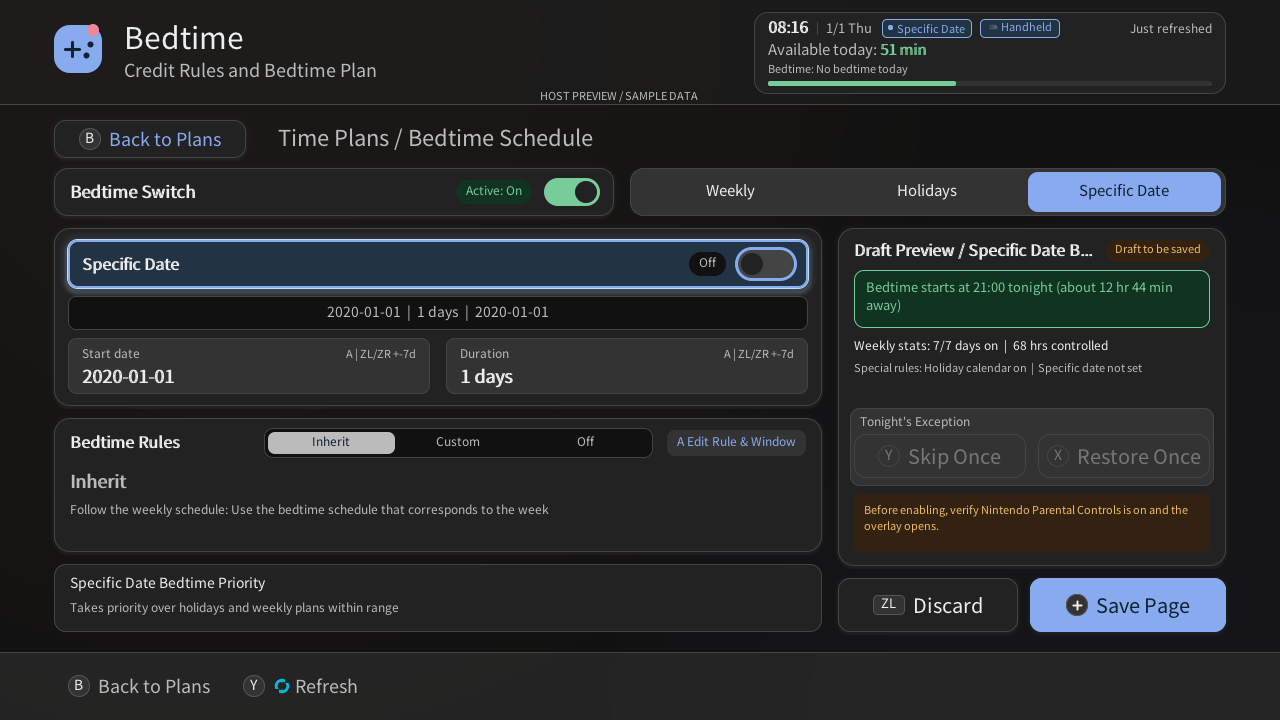 Bedtime
Credit Rules and Bedtime Plan
HOST PREVIEW / SAMPLE DATA
08:16 | 1/1 Thu Specific Date Handheld Just refreshed
Available today: 51 min
Bedtime: No bedtime today
B Back to Plans
Time Plans / Bedtime Schedule
Bedtime Switch Active: On
Weekly Holidays Specific Date
Specific Date Off
2020-01-01 | 1 days | 2020-01-01
Start date A | ZL/ZR +-7d
2020-01-01
Duration A | ZL/ZR +-7d
1 days
Bedtime Rules Inherit Custom Off A Edit Rule & Window
Inherit
Follow the weekly schedule: Use the bedtime schedule that corresponds to the week
Specific Date Bedtime Priority
Takes priority over holidays and weekly plans within range
Draft Preview / Specific Date B... Draft to be saved
Bedtime starts at 21:00 tonight (about 12 hr 44 min
away)
Weekly stats: 7/7 days on | 68 hrs controlled
Special rules: Holiday calendar on | Specific date not set
Tonight's Exception
Y Skip Once X Restore Once
Before enabling, verify Nintendo Parental Controls is on and the
overlay opens.
ZL Discard + Save Page
B Back to Plans Y Refresh